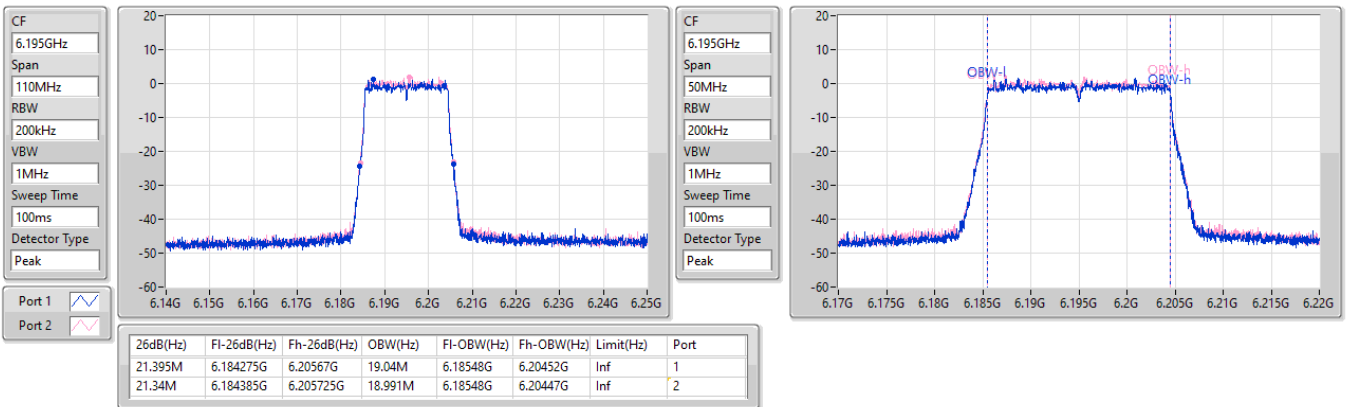 CF
6.195GHz
Span
110MHz
RBW
200kHz
VBW
1MHz
Sweep Time
100ms
Detector Type
Peak
Port 1
Port 2
20
10
0
-10
-20
-30
-40
-50
-60
6.14G 6.15G 6.16G 6.17G 6.18G 6.19G 6.2G 6.21G 6.22G 6.23G 6.24G 6.25G
CF
6.195GHz
Span
50MHz
RBW
200kHz
VBW
1MHz
Sweep Time
100ms
Detector Type
Peak
20
10
0
-10
-20
-30
-40
-50
-60
OBW-l
OBW-h
OBW-h
6.17G 6.175G 6.18G 6.185G 6.19G 6.195G 6.2G 6.205G 6.21G 6.215G 6.22G
26dB(Hz) Fl-26dB(Hz) Fh-26dB(Hz) OBW(Hz) Fl-OBW(Hz) Fh-OBW(Hz) Limit(Hz) Port
21.395M 6.184275G 6.20567G 19.04M 6.18548G 6.20452G Inf 1
21.34M 6.184385G 6.205725G 18.991M 6.18548G 6.20447G Inf 2